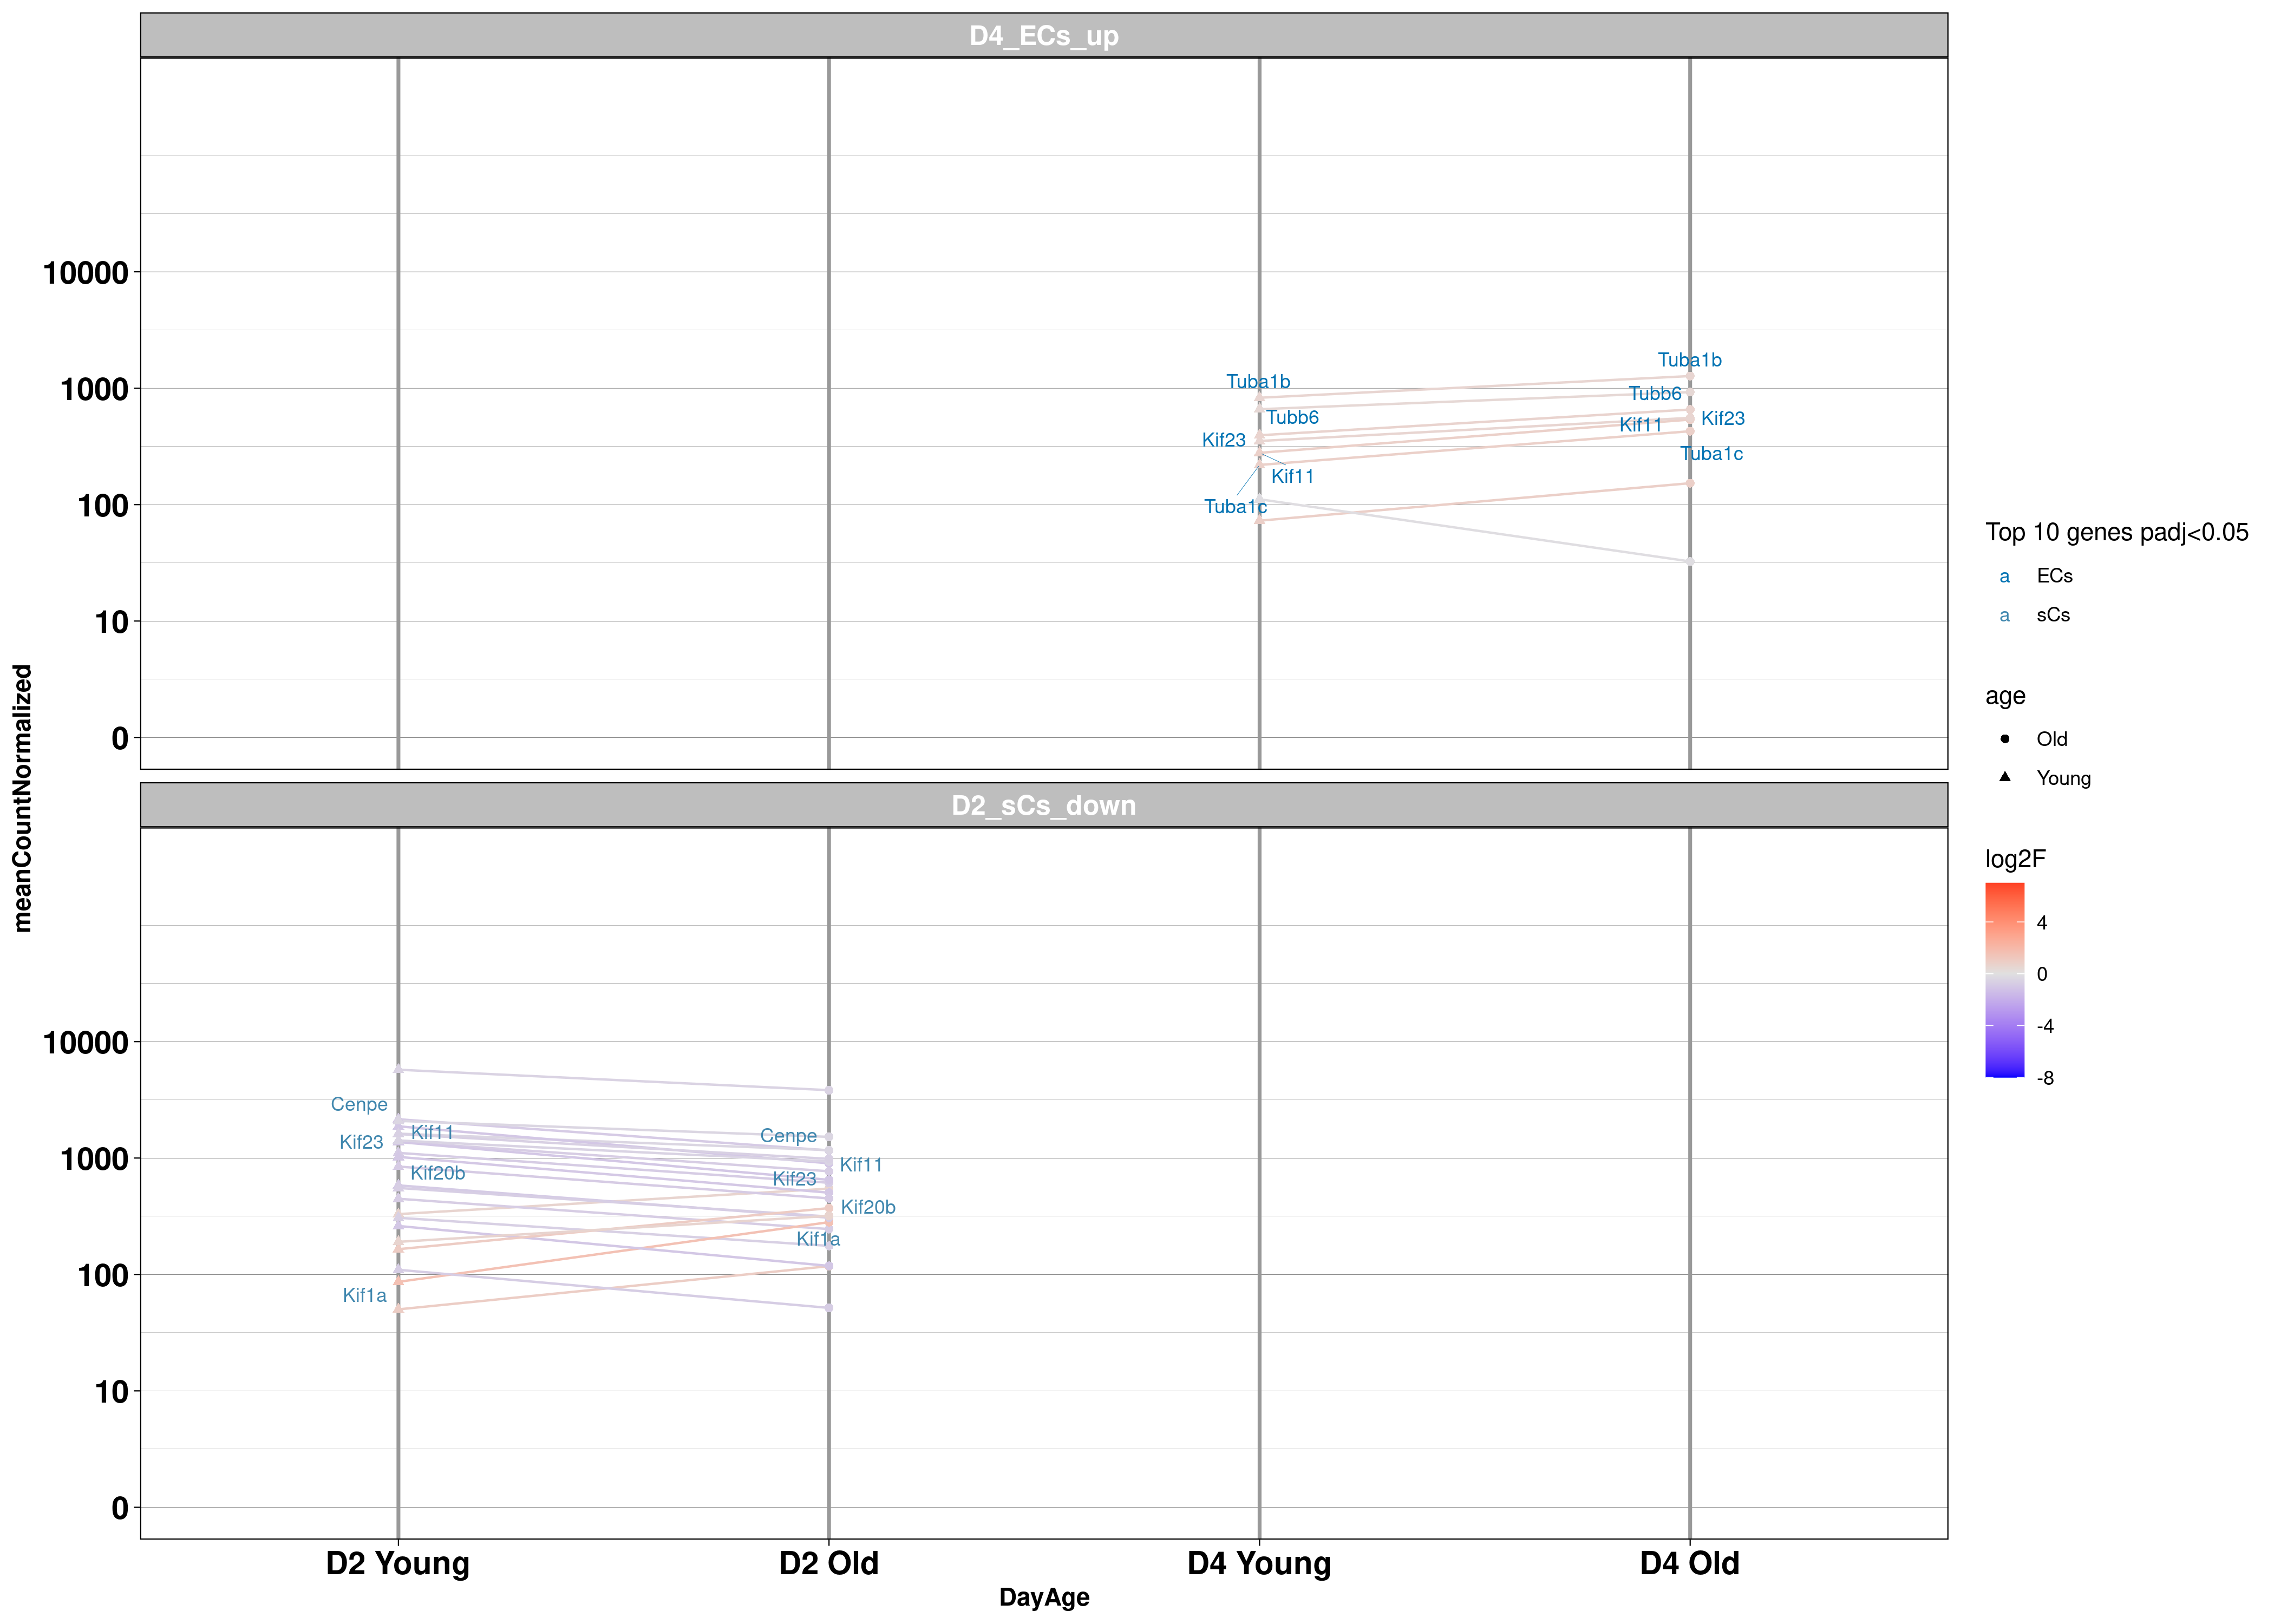 D4_ECs_up
10000
1000
100
10
0
Tuba1b
Tubb6
Kif23
Kif11
Tuba1c
Tuba1b
Tubb6
Kif11
Kif23
Tuba1c
meanCountNormalized
D2_sCs_down
10000
1000
100
10
0
Cenpe
Kif11
Kif23
Kif20b
Kif1a
Cenpe
Kif11
Kif23
Kif20b
Kif1a
D2 Young
D2 Old
D4 Young
D4 Old
DayAge
Top 10 genes padj<0.05
a ECs
a sCs
age
Old
Young
log2F
4
0
-4
-8